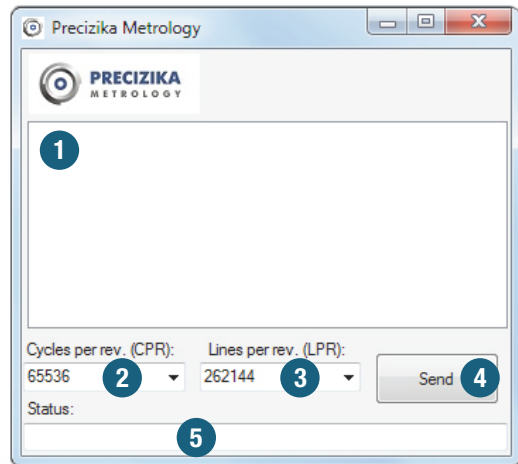 Precizika Metrology
PRECIZIKA
METROLOGY
1
Cycles per rev. (CPR): Lines per rev. (LPR):
65536 2 262144 3 Send 4
Status:
5